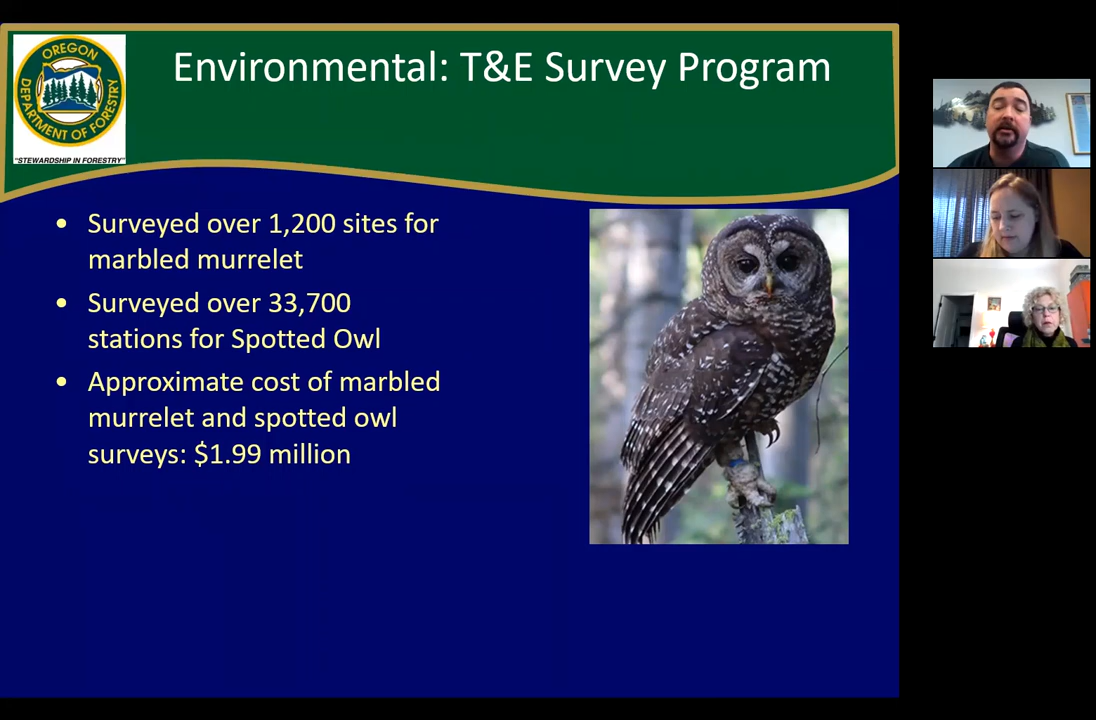 OREGON
DEPARTMENT OF FORESTRY
"STEWARDSHIP IN FORESTRY"
Environmental: T&E Survey Program
• Surveyed over 1,200 sites for
marbled murrelet
• Surveyed over 33,700
stations for Spotted Owl
• Approximate cost of marbled
murrelet and spotted owl
surveys: $1.99 million